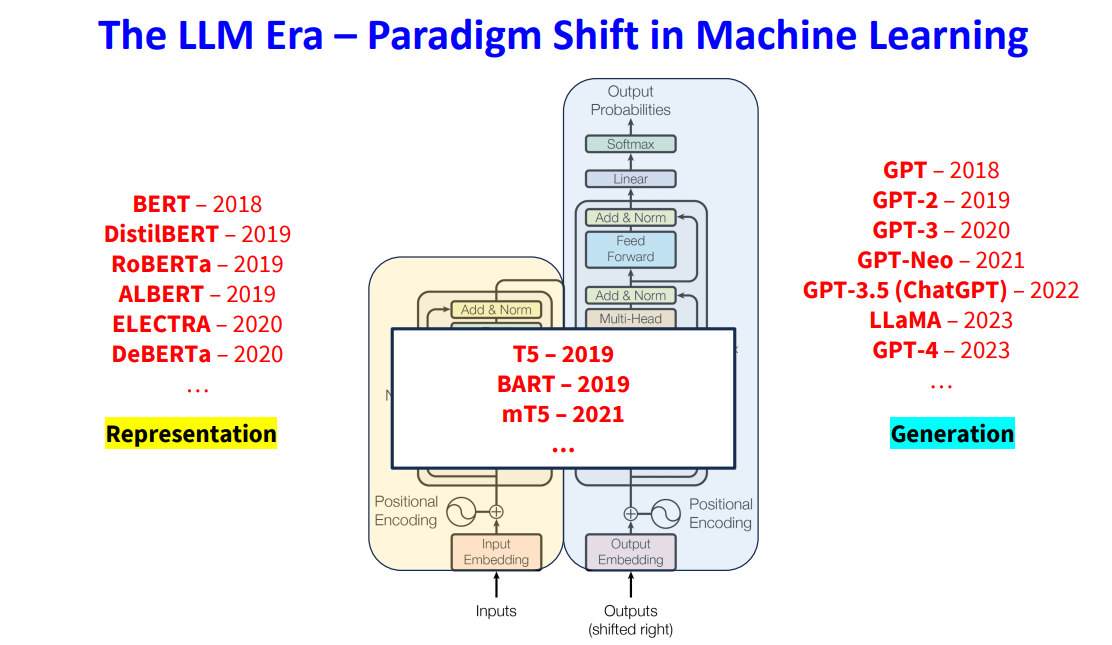 The LLM Era – Paradigm Shift in Machine Learning
BERT – 2018
DistilBERT – 2019
RoBERTa – 2019
ALBERT – 2019
ELECTRA – 2020
DeBERTa – 2020
…
Representation
Output
Probabilities
Softmax
Linear
Add & Norm
Feed
Forward
Add & Norm
Multi-Head
Add & Norm
T5 – 2019
BART – 2019
mT5 – 2021
…
Positional
Encoding
Positional
Encoding
Input
Embedding
Output
Embedding
Inputs
Outputs
(shifted right)
GPT – 2018
GPT-2 – 2019
GPT-3 – 2020
GPT-Neo – 2021
GPT-3.5 (ChatGPT) – 2022
LLaMA – 2023
GPT-4 – 2023
…
Generation